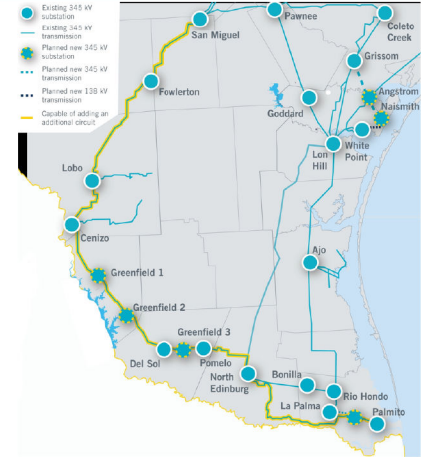 Existing 345 kV
substation
Existing 345 kV
transmission
Planned new 345 kV
substation
Planned new 345 kV
transmission
Planned new 138 kV
transmission
Capable of adding an
additional circuit
San Miguel
Pawnee
Coleto
Creek
Grissom
Fowlerton
Angstrom
Goddard
Naismith
White
Point
Lon
Hill
Lobo
Cenizo
Ajo
Greenfield 1
Greenfield 2
Greenfield 3
Del Sol
Pomelo
North
Edinburg
Bonilla
Rio Hondo
La Palma
Palmito